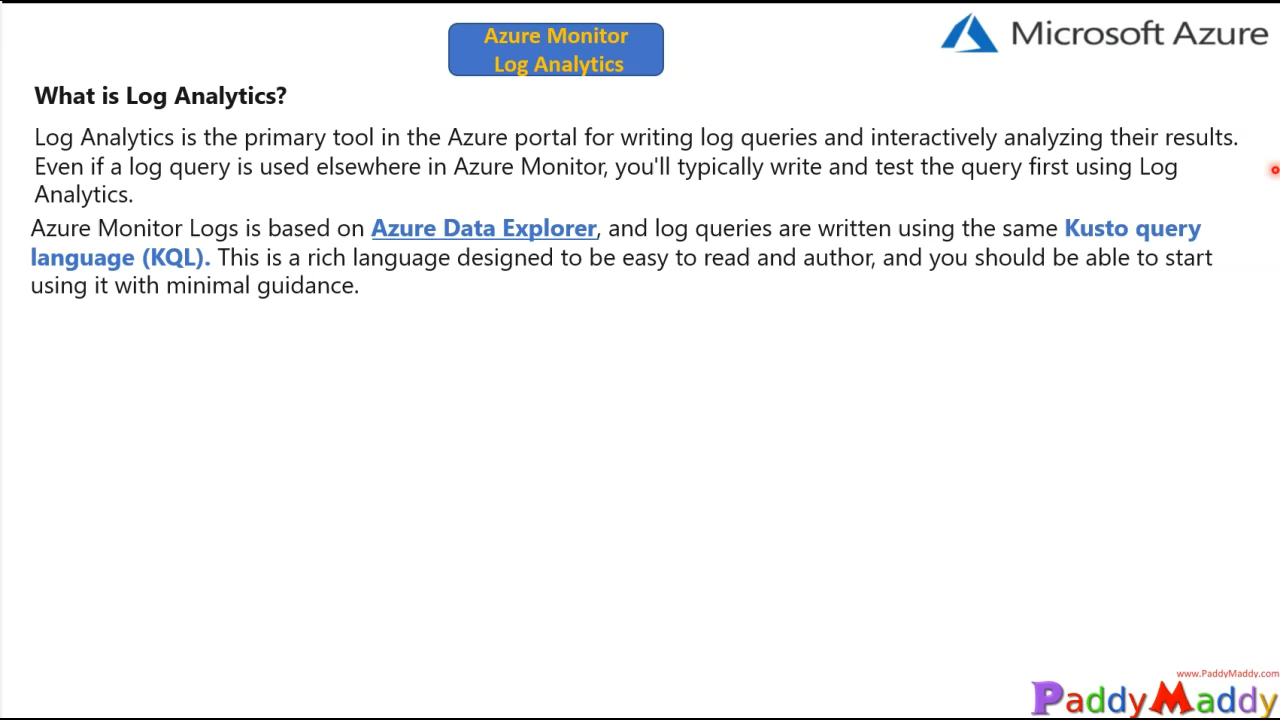 Azure Monitor
Log Analytics
Microsoft Azure
What is Log Analytics?
Log Analytics is the primary tool in the Azure portal for writing log queries and interactively analyzing their results.
Even if a log query is used elsewhere in Azure Monitor, you'll typically write and test the query first using Log
Analytics.
Azure Monitor Logs is based on Azure Data Explorer, and log queries are written using the same Kusto query
language (KQL). This is a rich language designed to be easy to read and author, and you should be able to start
using it with minimal guidance.
www.PaddyMaddy.com
PaddyMaddy